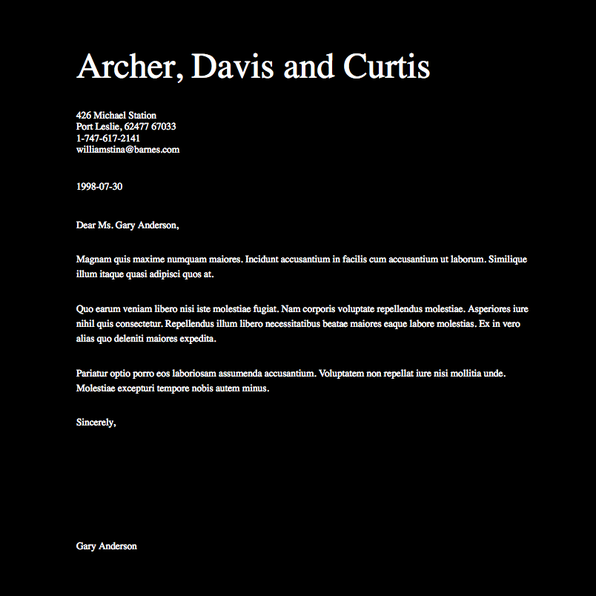 Archer, Davis and Curtis
426 Michael Station
Port Leslie, 62477 67033
1-747-617-2141
williamstina@barnes.com
1998-07-30
Dear Ms. Gary Anderson,
Magnam quis maxime numquam maiores. Incidunt accusantium in facilis cum accusantium ut laborum. Similique
illum itaque quasi adipisci quos at.
Quo earum veniam libero nisi iste molestiae fugiat. Nam corporis voluptate repellendus molestiae. Asperiores iure
nihil quis consectetur. Repellendus illum libero necessitatibus beatae maiores eaque labore molestias. Ex in vero
alias quo deleniti maiores expedita.
Pariatur optio porro eos laboriosam assumenda accusantium. Voluptatem non repellat iure nisi mollitia unde.
Molestiae excepturi tempore nobis autem minus.
Sincerely,
Gary Anderson